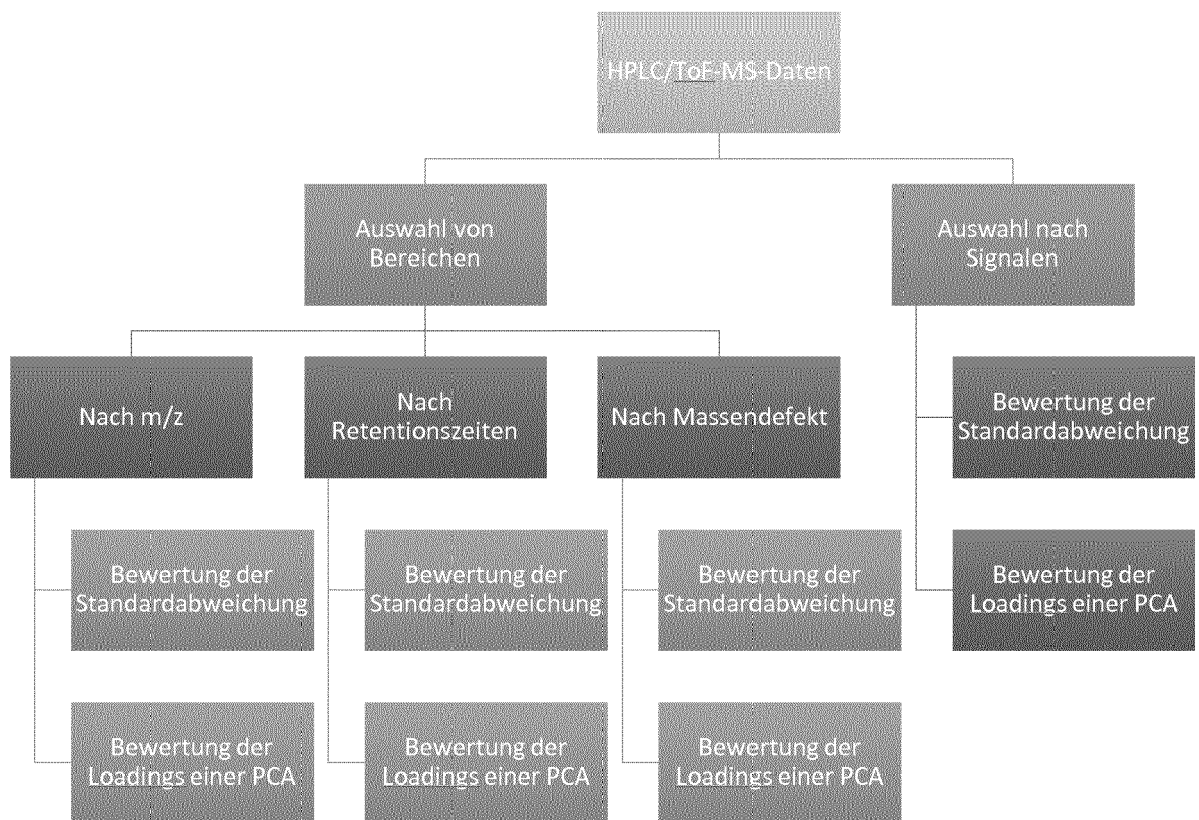 HPLC/ToF-MS-Daten
Auswahl von
Bereichen
Auswahl nach
Signalen
Nach m/z
Nach
Retentionszeiten
Nach Massendefekt
Bewertung der
Standardabweichung
Bewertung der
Standardabweichung
Bewertung der
Standardabweichung
Bewertung der
Standardabweichung
Bewertung der
Loadings einer PCA
Bewertung der
Loadings einer PCA
Bewertung der
Loadings einer PCA
Bewertung der
Loadings einer PCA